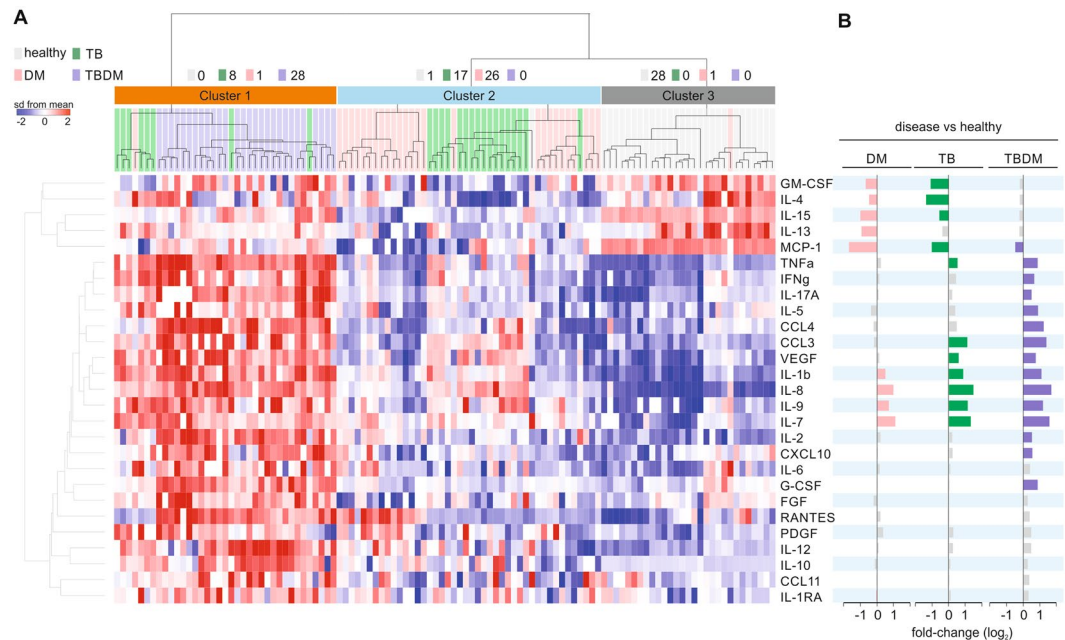 A
B
healthy TB
DM TBDM
sd from mean
-2 0 2
0 8 1 28
1 17 26 0
28 0 1 0
Cluster 1
Cluster 2
Cluster 3
disease vs healthy
DM TB TBDM
GM-CSF
IL-4
IL-15
IL-13
MCP-1
TNFa
IFNg
IL-17A
IL-5
CCL4
CCL3
VEGF
IL-1b
IL-8
IL-9
IL-7
IL-2
CXCL10
IL-6
G-CSF
FGF
RANTES
PDGF
IL-12
IL-10
CCL11
IL-1RA
-1 0 1 -1 0 1 -1 0 1
fold-change (log₂)